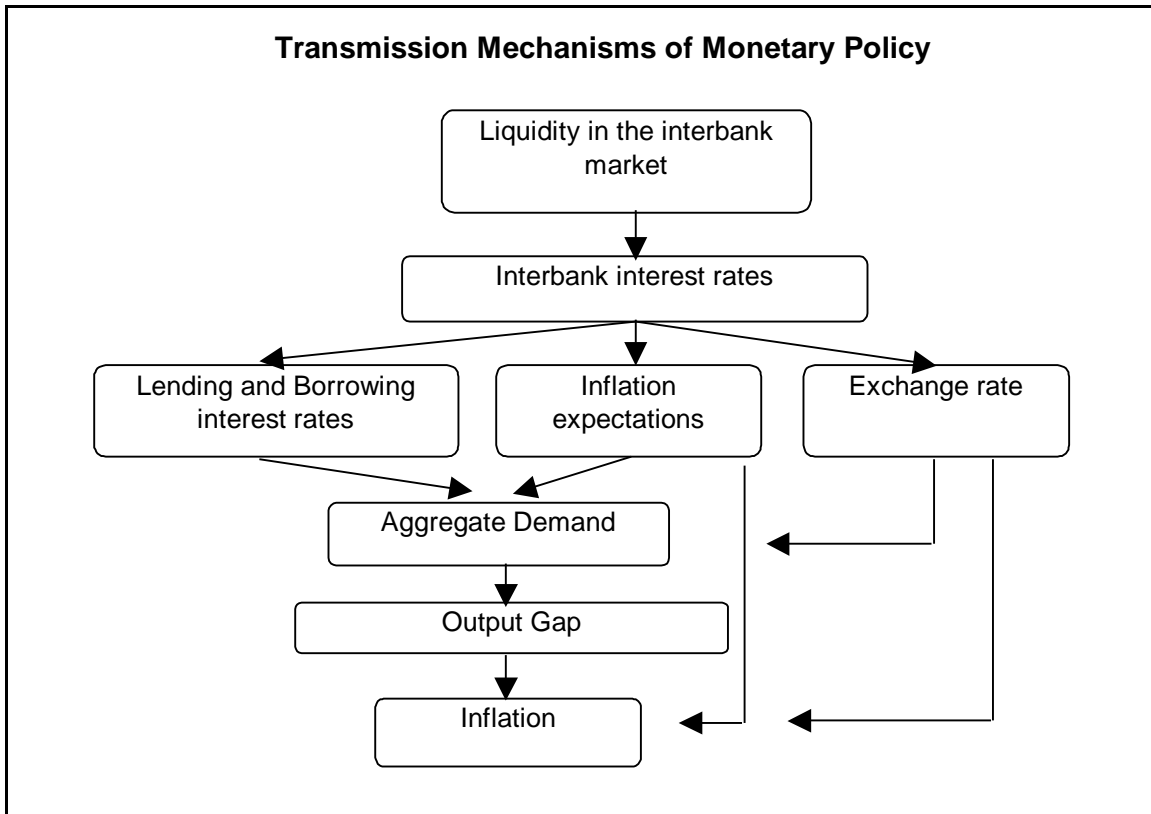 Transmission Mechanisms of Monetary Policy
Liquidity in the interbank
market
Interbank interest rates
Lending and Borrowing
interest rates
Inflation
expectations
Exchange rate
Aggregate Demand
Output Gap
Inflation